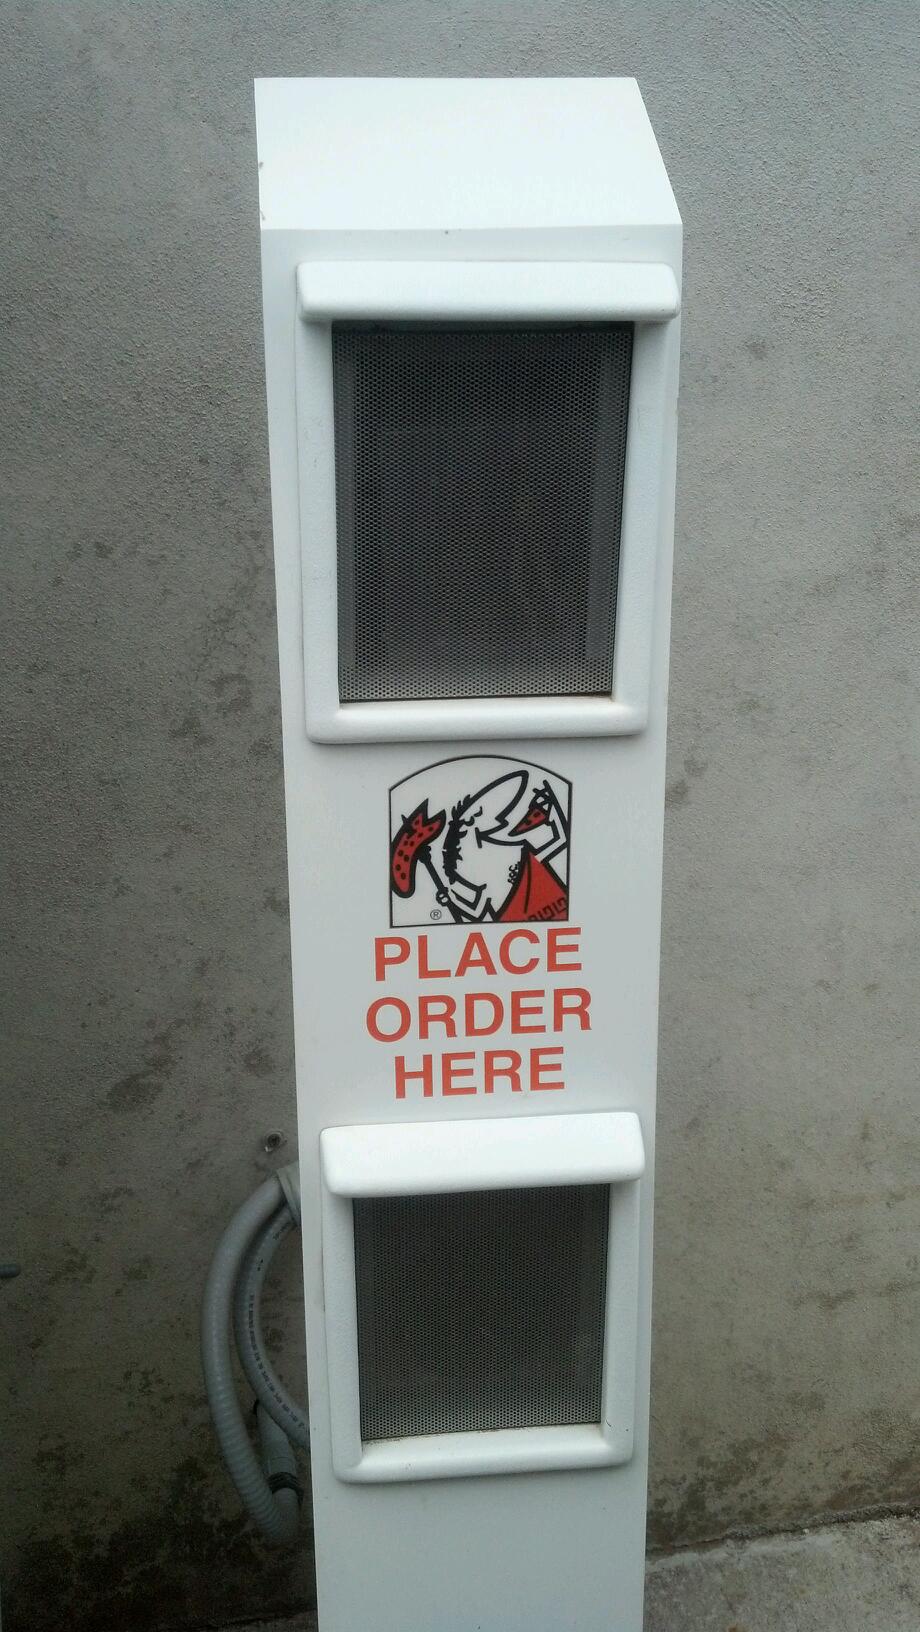 ®
PLACE
ORDER
HERE